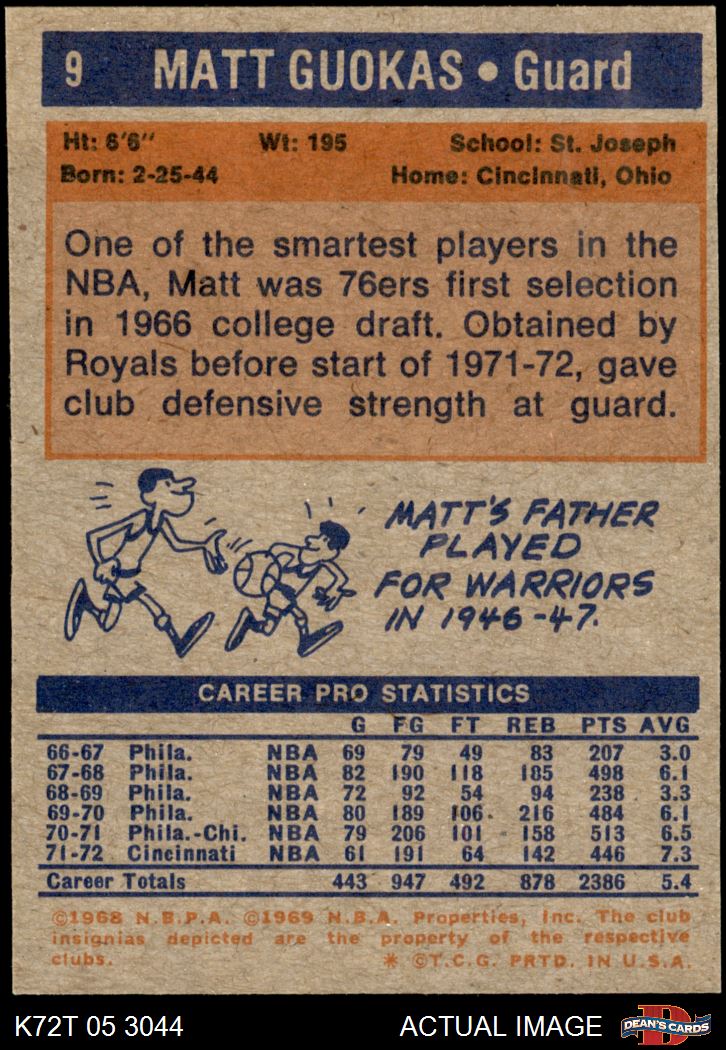 9 MATT GUOKAS • Guard
Ht: 6'6" Wt: 195 School: St. Joseph
Born: 2-25-44 Home: Cincinnati, Ohio
One of the smartest players in the
NBA, Matt was 76ers first selection
in 1966 college draft. Obtained by
Royals before start of 1971-72, gave
club defensive strength at guard.
MATT'S FATHER
PLAYED
FOR WARRIORS
IN 1946-47.
CAREER PRO STATISTICS
G FG FT REB PTS AVG
66-67 Phila. NBA 69 79 49 83 207 3.0
67-68 Phila. NBA 82 190 118 185 498 6.1
68-69 Phila. NBA 72 92 54 94 238 3.3
69-70 Phila. NBA 80 189 106 216 484 6.1
70-71 Phila.-Chi. NBA 79 206 101 158 513 6.5
71-72 Cincinnati NBA 61 191 64 142 446 7.3
Career Totals 443 947 492 878 2386 5.4
©1968 N.B.P.A. ©1969 N.B.A. Properties, Inc. The club
insignias depicted are the property of the respective
clubs. * ©T.C.G. PRTD. IN U.S.A.
K72T 05 3044 ACTUAL IMAGE D DEAN'S CARDS